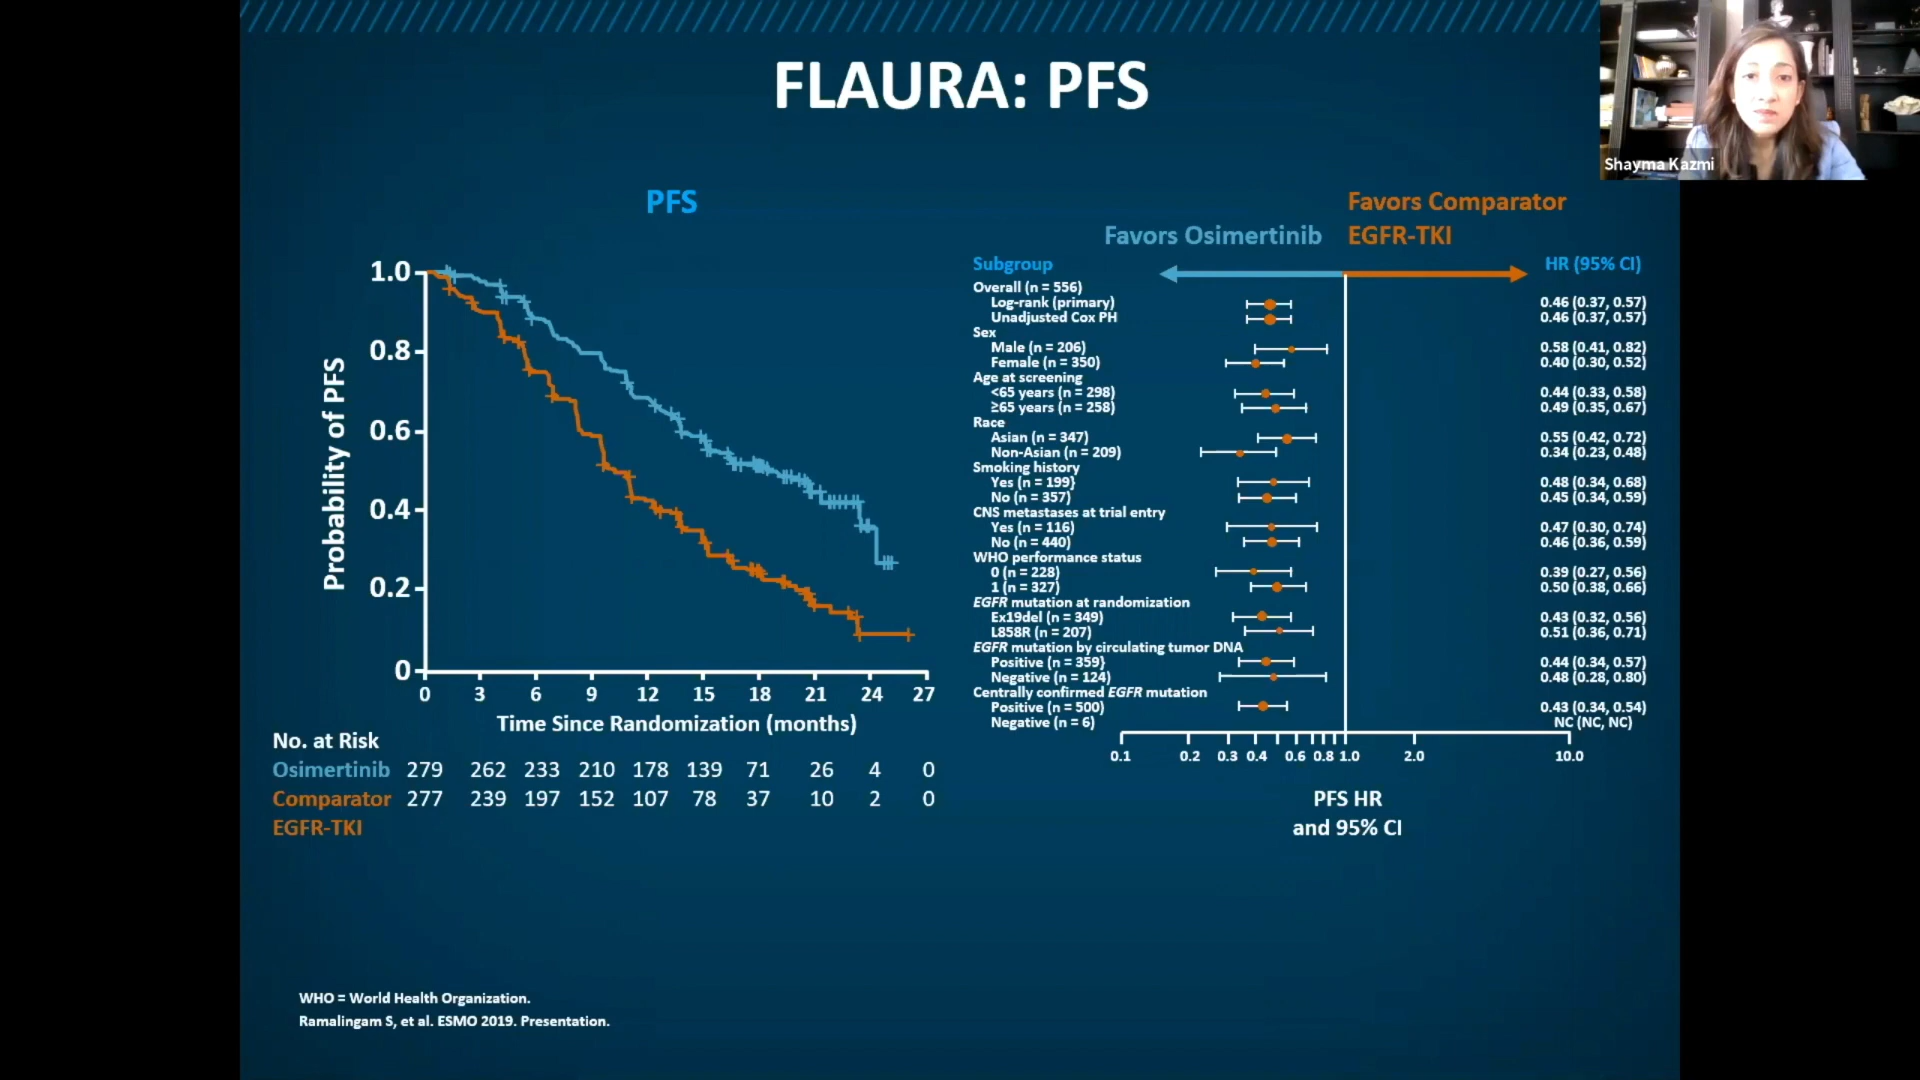 FLAURA: PFS
Shayma Kazmi
PFS
Probability of PFS
1.0
0.8
0.6
0.4
0.2
0
0 3 6 9 12 15 18 21 24 27
Time Since Randomization (months)
No. at Risk
Osimertinib 279 262 233 210 178 139 71 26 4 0
Comparator 277 239 197 152 107 78 37 10 2 0
EGFR-TKI
Favors Comparator
Favors Osimertinib EGFR-TKI
Subgroup HR (95% CI)
Overall (n = 556)
Log-rank (primary) 0.46 (0.37, 0.57)
Unadjusted Cox PH 0.46 (0.37, 0.57)
Sex
Male (n = 206) 0.58 (0.41, 0.82)
Female (n = 350) 0.40 (0.30, 0.52)
Age at screening
<65 years (n = 298) 0.44 (0.33, 0.58)
≥65 years (n = 258) 0.49 (0.35, 0.67)
Race
Asian (n = 347) 0.55 (0.42, 0.72)
Non-Asian (n = 209) 0.34 (0.23, 0.48)
Smoking history
Yes (n = 199} 0.48 (0.34, 0.68)
No (n = 357) 0.45 (0.34, 0.59)
CNS metastases at trial entry
Yes (n = 116) 0.47 (0.30, 0.74)
No (n = 440) 0.46 (0.36, 0.59)
WHO performance status
0 (n = 228) 0.39 (0.27, 0.56)
1 (n = 327) 0.50 (0.38, 0.66)
EGFR mutation at randomization
Ex19del (n = 349) 0.43 (0.32, 0.56)
L858R (n = 207) 0.51 (0.36, 0.71)
EGFR mutation by circulating tumor DNA
Positive (n = 359} 0.44 (0.34, 0.57)
Negative (n = 124) 0.48 (0.28, 0.80)
Centrally confirmed EGFR mutation
Positive (n = 500) 0.43 (0.34, 0.54)
Negative (n = 6) NC (NC, NC)
0.1 0.2 0.3 0.4 0.6 0.8 1.0 2.0 10.0
PFS HR
and 95% CI
WHO = World Health Organization.
Ramalingam S, et al. ESMO 2019. Presentation.